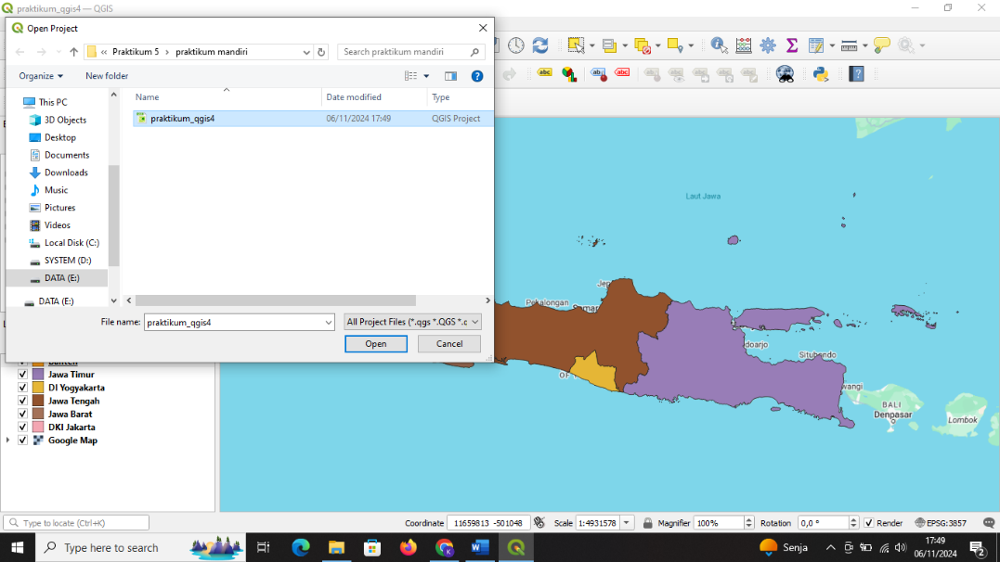 praktikum_qgis4 — QGIS
Open Project
« Praktikum 5 › praktikum mandiri
Search praktikum mandiri
Organize
New folder
Name
Date modified
Type
praktikum_qgis4
06/11/2024 17:49
QGIS Project
This PC
3D Objects
Desktop
Documents
Downloads
Music
Pictures
Videos
Local Disk (C:)
SYSTEM (D:)
DATA (E:)
DATA (E:)
File name:
praktikum_qgis4
All Project Files (*.qgs *.QGS *.c
Open
Cancel
abc
abc
abc
Laut Jawa
Pekalongan
doarjo
Situbondo
wangi
BALI
Denpasar
Lombok
Banten
Jawa Timur
DI Yogyakarta
Jawa Tengah
Jawa Barat
DKI Jakarta
Google Map
Type to locate (Ctrl+K)
Coordinate
11659813 -501048
Scale
1:4931578
Magnifier
100%
Rotation
0,0 °
Render
EPSG:3857
Type here to search
Senja
17:49
06/11/2024
2